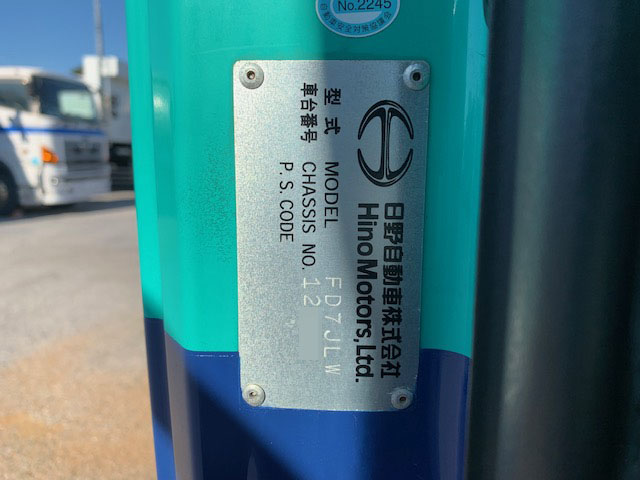 No.2245
日野自動車株式会社
Hino Motors, Ltd.
型式 MODEL FD7JLW
車台番号 CHASSIS NO. 12
P.S.CODE